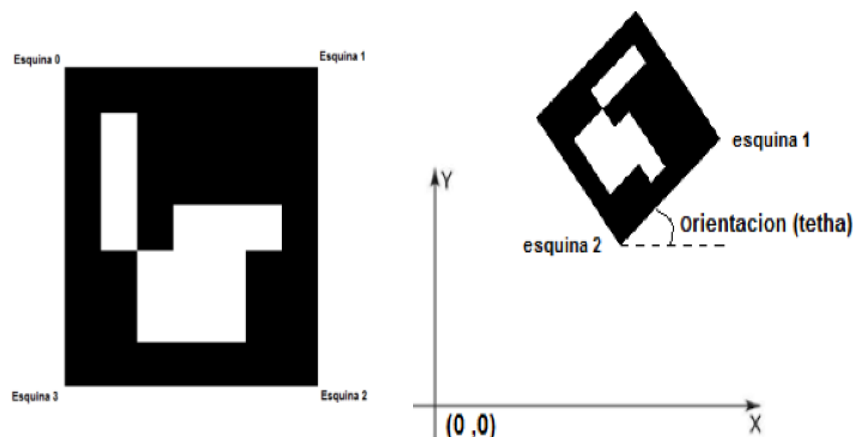 Esquina 0
Esquina 1
Esquina 3
Esquina 2
Y
esquina 1
Orientacion (tetha)
esquina 2
(0 ,0)
X